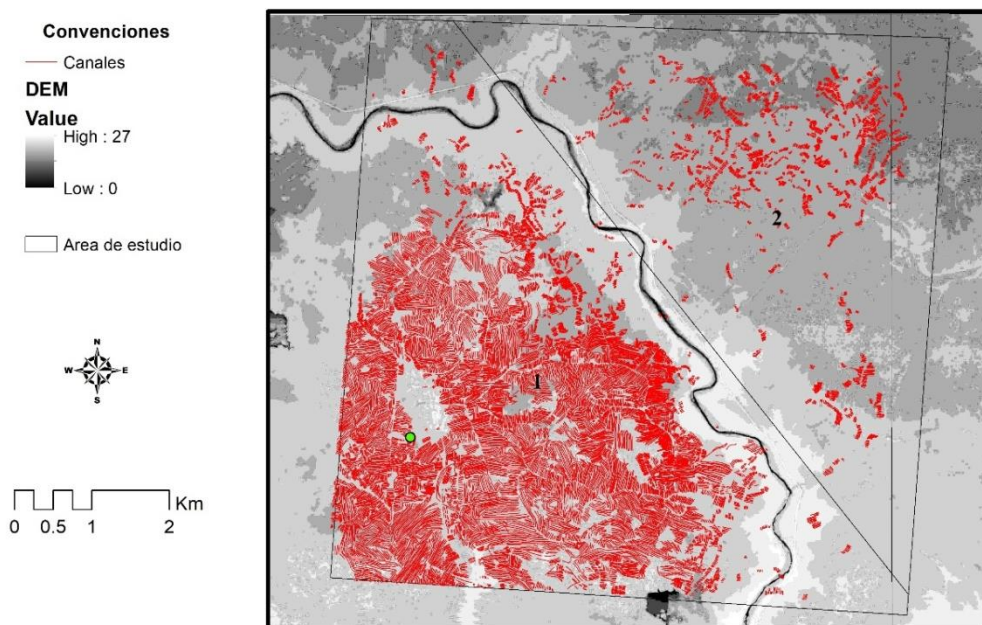 Convenciones
Canales
DEM
Value
High : 27
Low : 0
Area de estudio
N
W E
S
Km
0 0.5 1 2
1
2